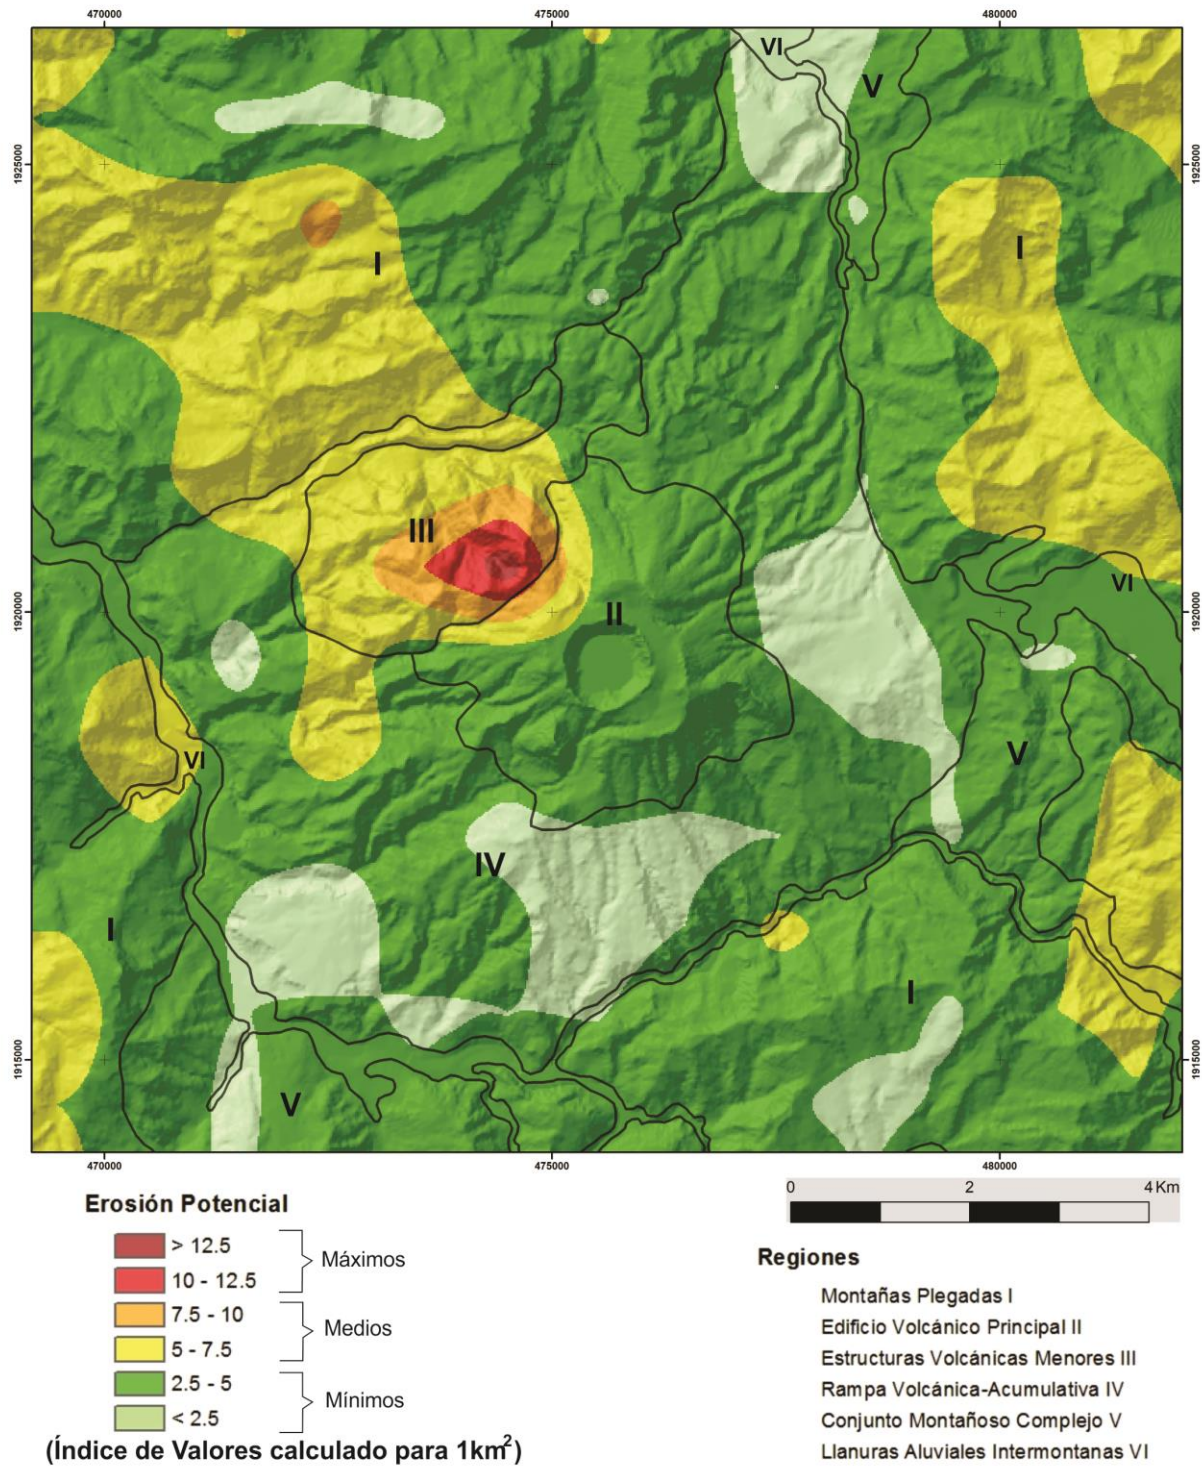 470000 475000 480000
VI
V
1925000 1925000
I I
III
1920000 1920000
II
VI
V
VI
IV
I
I
1915000 1915000
V
470000 475000 480000
Erosión Potencial
> 12.5
10 - 12.5
Máximos
7.5 - 10
5 - 7.5
Medios
2.5 - 5
< 2.5
Mínimos
(Índice de Valores calculado para 1km²)
0 2 4 Km
Regiones
Montañas Plegadas I
Edificio Volcánico Principal II
Estructuras Volcánicas Menores III
Rampa Volcánica-Acumulativa IV
Conjunto Montañoso Complejo V
Llanuras Aluviales Intermontanas VI